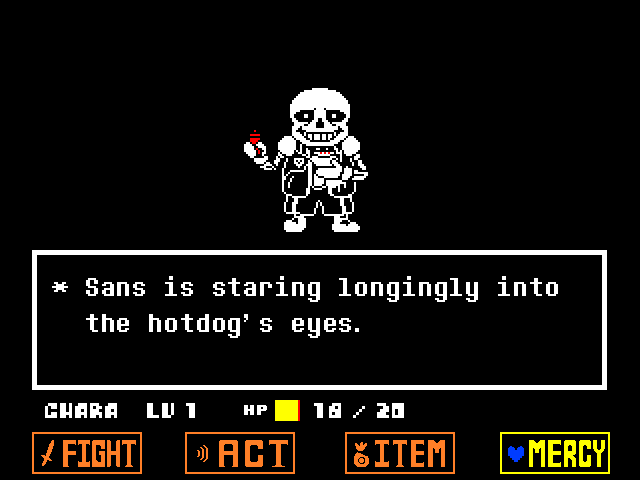 * Sans is staring longingly into
the hotdog's eyes.
CHARA LV 1 HP 18 / 20
FIGHT ACT ITEM MERCY